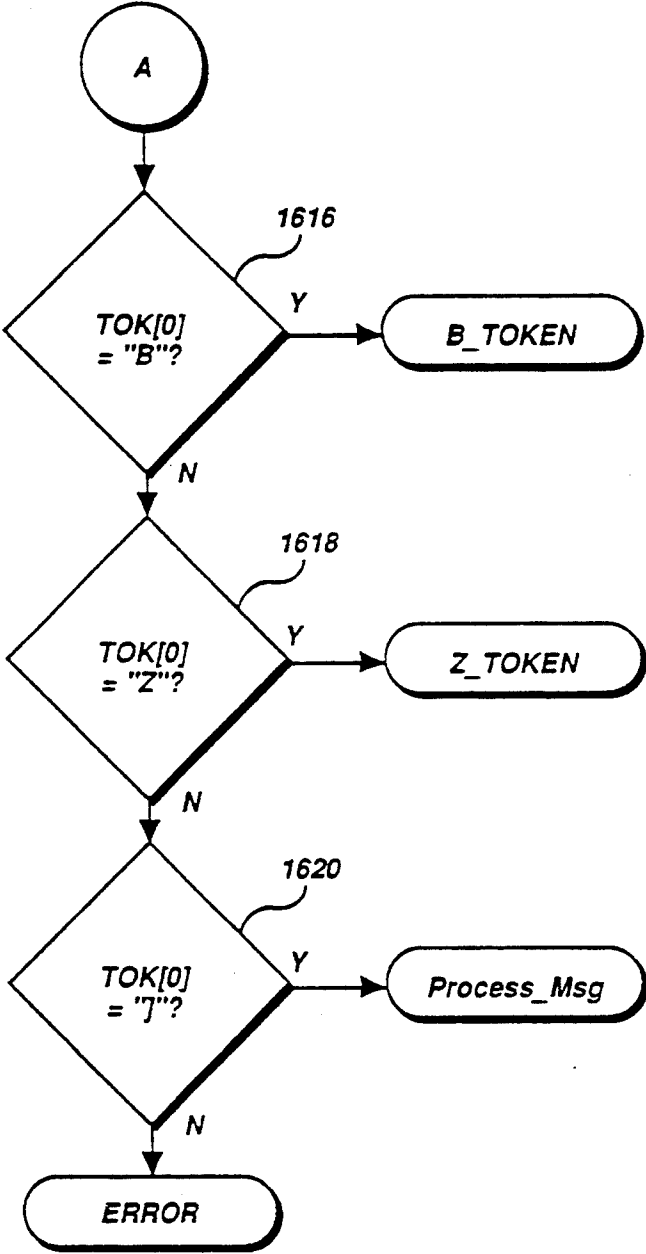 A
1616
TOK[0]
= "B"?
Y
B_TOKEN
N
1618
TOK[0]
= "Z"?
Y
Z_TOKEN
N
1620
TOK[0]
= "]"?
Y
Process_Msg
N
ERROR